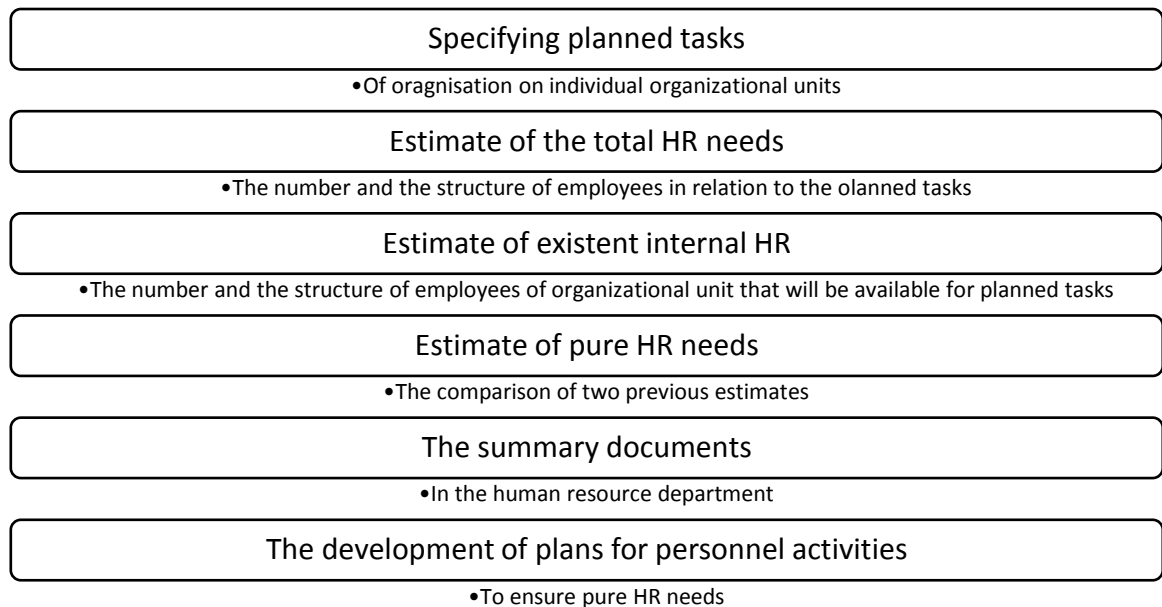 Specifying planned tasks
•Of oragnisation on individual organizational units
Estimate of the total HR needs
•The number and the structure of employees in relation to the olanned tasks
Estimate of existent internal HR
•The number and the structure of employees of organizational unit that will be available for planned tasks
Estimate of pure HR needs
•The comparison of two previous estimates
The summary documents
•In the human resource department
The development of plans for personnel activities
•To ensure pure HR needs